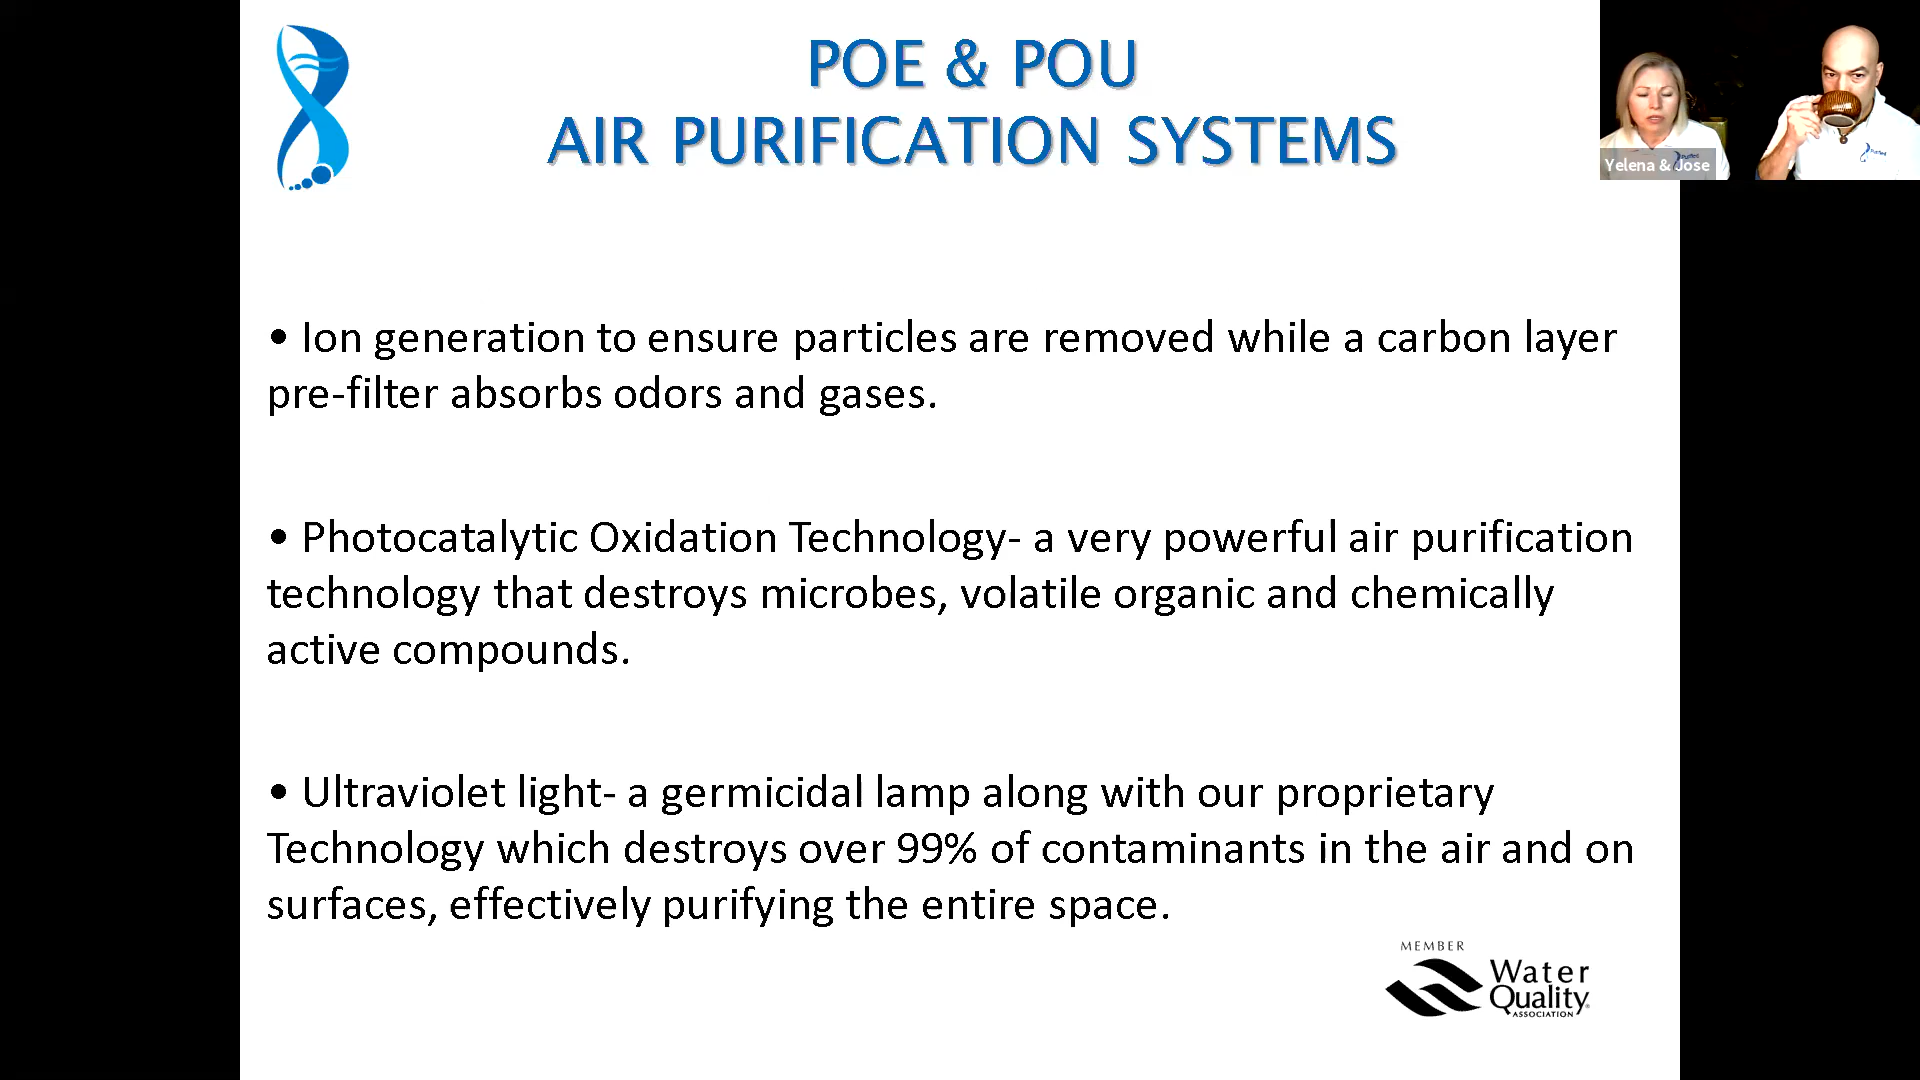 POE & POU
AIR PURIFICATION SYSTEMS
Yelena & Jose
• Ion generation to ensure particles are removed while a carbon layer
pre-filter absorbs odors and gases.
• Photocatalytic Oxidation Technology- a very powerful air purification
technology that destroys microbes, volatile organic and chemically
active compounds.
• Ultraviolet light- a germicidal lamp along with our proprietary
Technology which destroys over 99% of contaminants in the air and on
surfaces, effectively purifying the entire space.
MEMBER
Water
Quality
ASSOCIATION